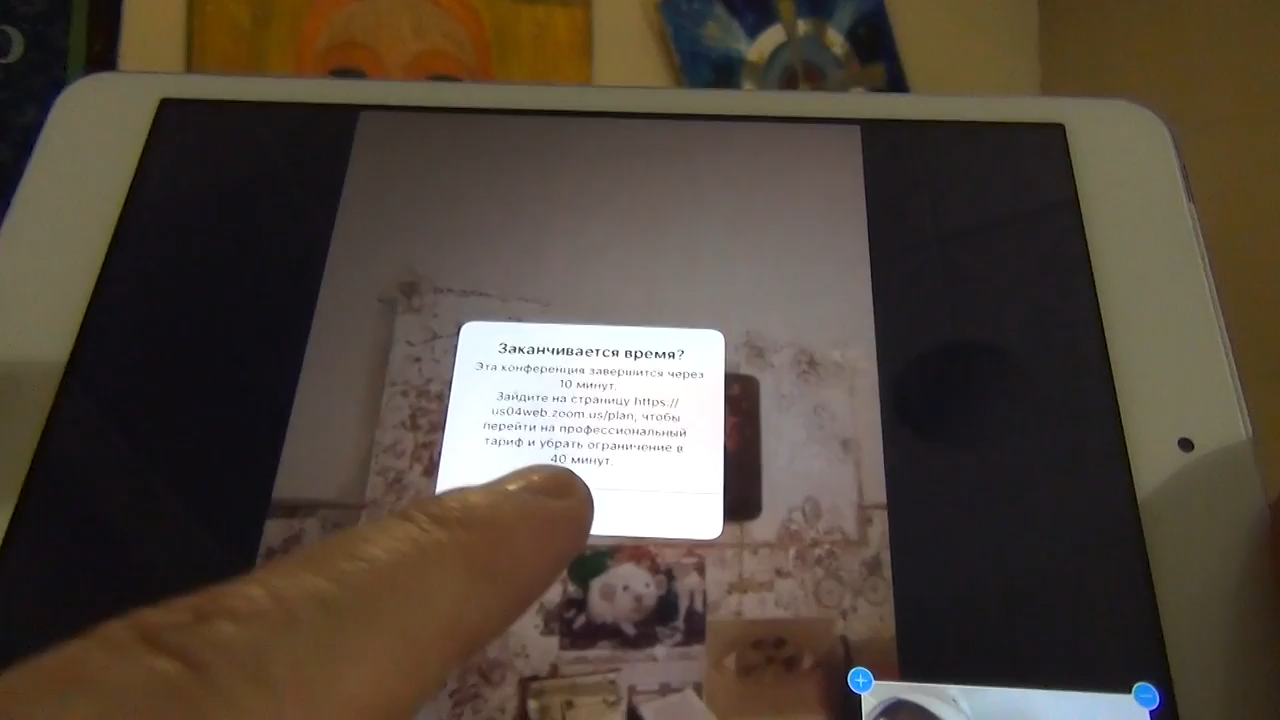 Заканчивается время?
Эта конференция завершится через
10 минут.
Зайдите на страницу https://
us04web.zoom.us/plan, чтобы
перейти на профессиональный
тариф и убрать ограничение в
40 минут.